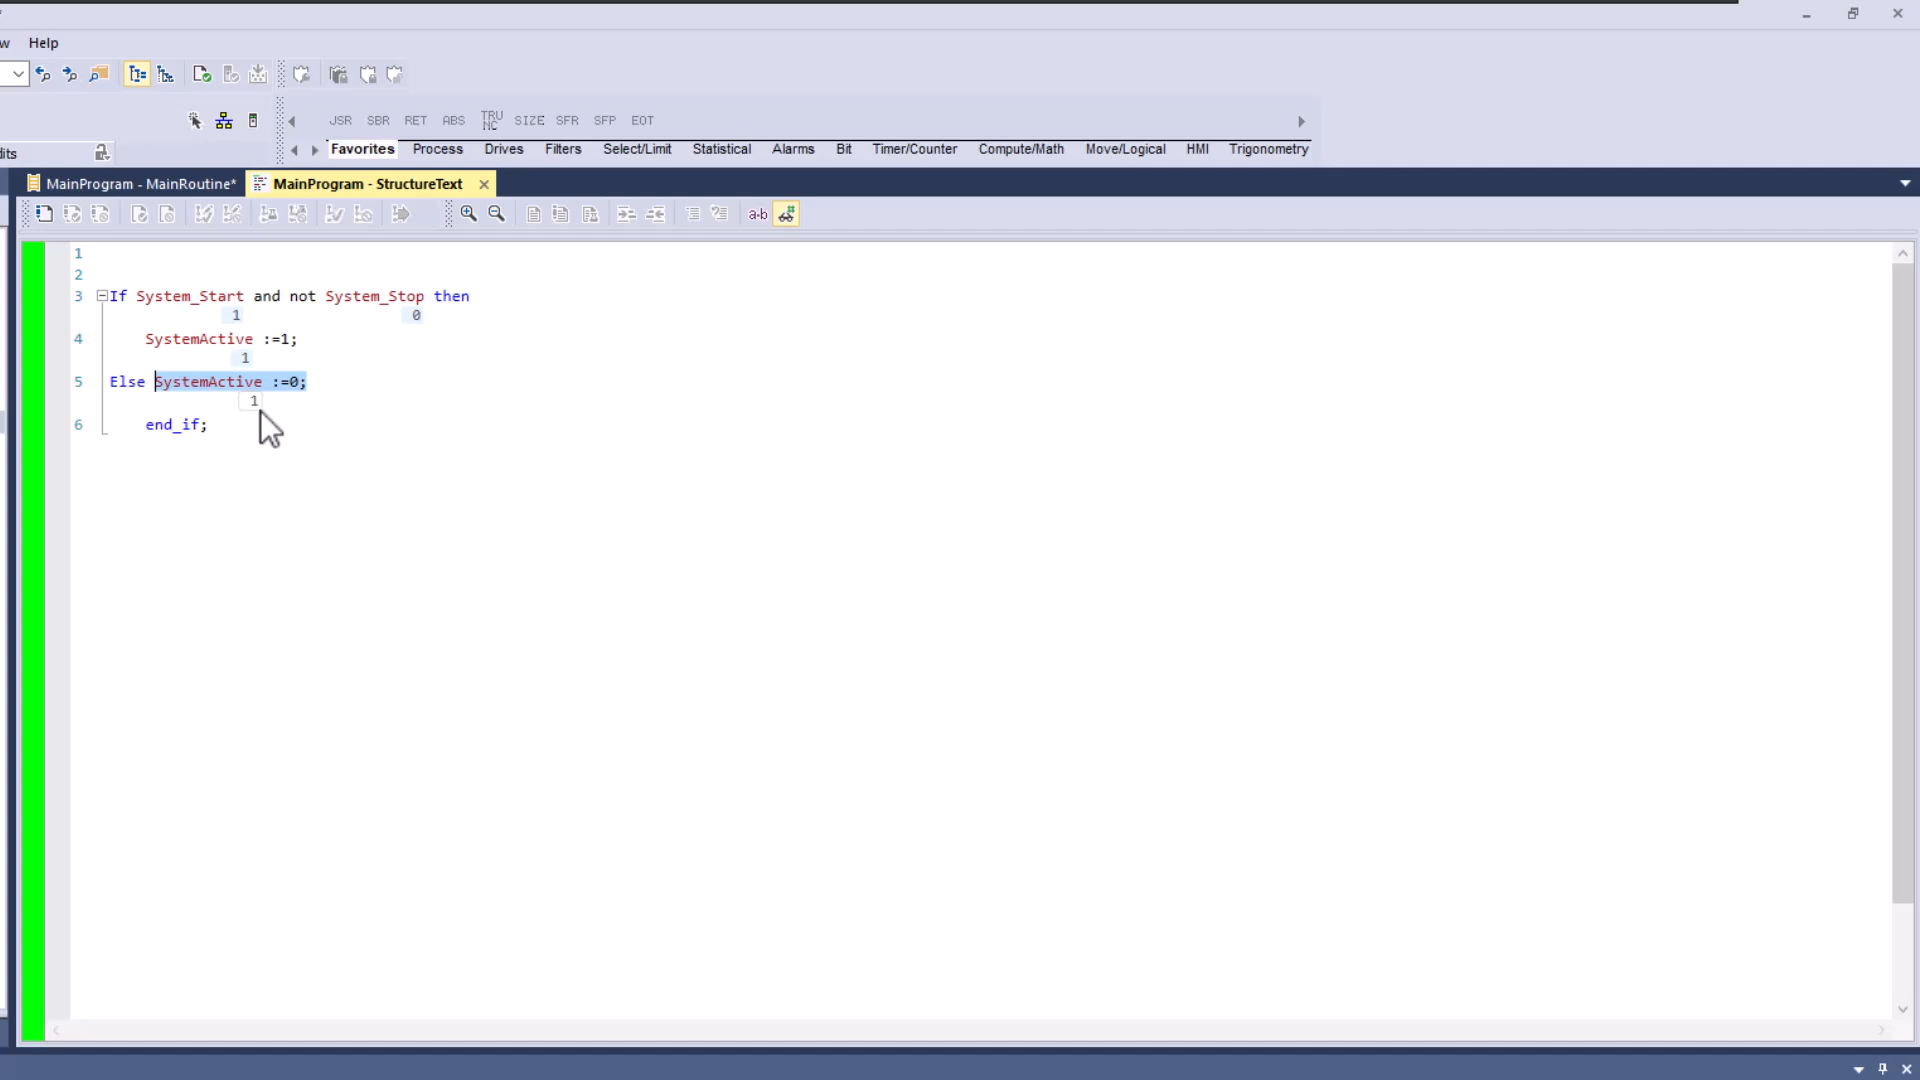 w Help
JSR SBR RET ABS TRUNC SIZE SFR SFP EOT
dits
Favorites Process Drives Filters Select/Limit Statistical Alarms Bit Timer/Counter Compute/Math Move/Logical HMI Trigonometry
MainProgram - MainRoutine* MainProgram - StructureText
a-b
1
2
3 If System_Start and not System_Stop then
1 0
4 SystemActive :=1;
1
5 Else SystemActive :=0;
1
6 end_if;